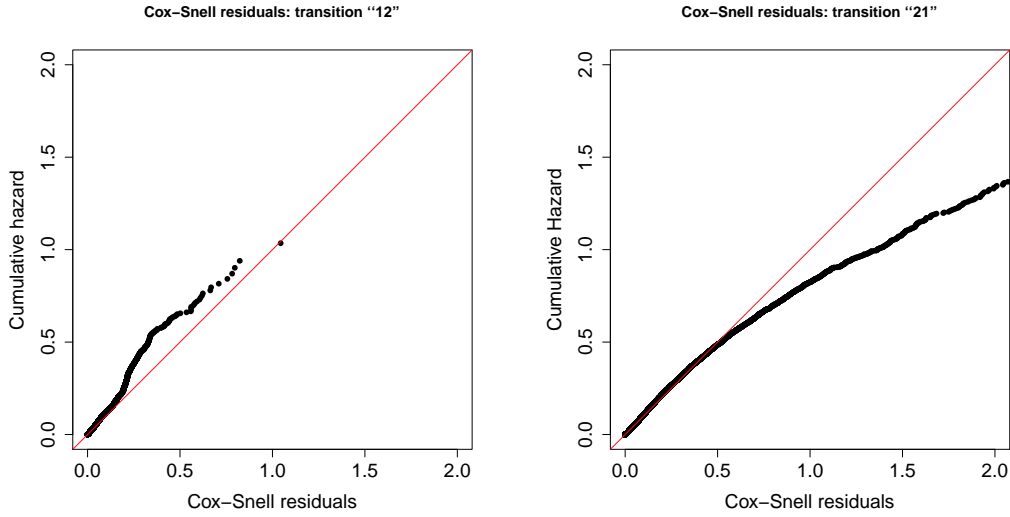 Cox−Snell residuals: transition ‘‘12’’
Cumulative hazard
2.0
1.5
1.0
0.5
0.0
0.0 0.5 1.0 1.5 2.0
Cox−Snell residuals
Cox−Snell residuals: transition ‘‘21’’
Cumulative Hazard
2.0
1.5
1.0
0.5
0.0
0.0 0.5 1.0 1.5 2.0
Cox−Snell residuals